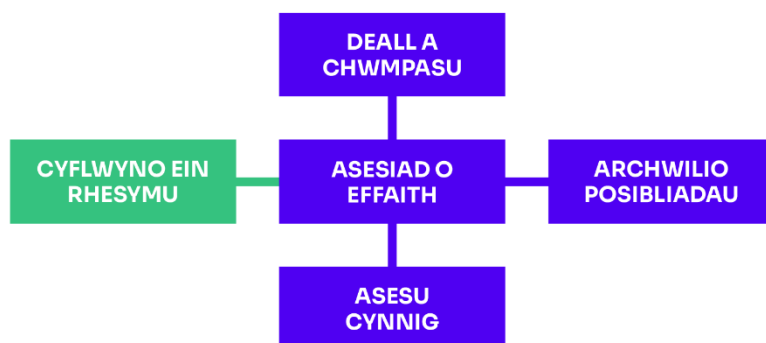 DEALL A
CHWMPASU
CYFLWYNO EIN
RHESYMU
ASESIAD O
EFFAITH
ARCHWILIO
POSIBLIADAU
ASESU
CYNNIG